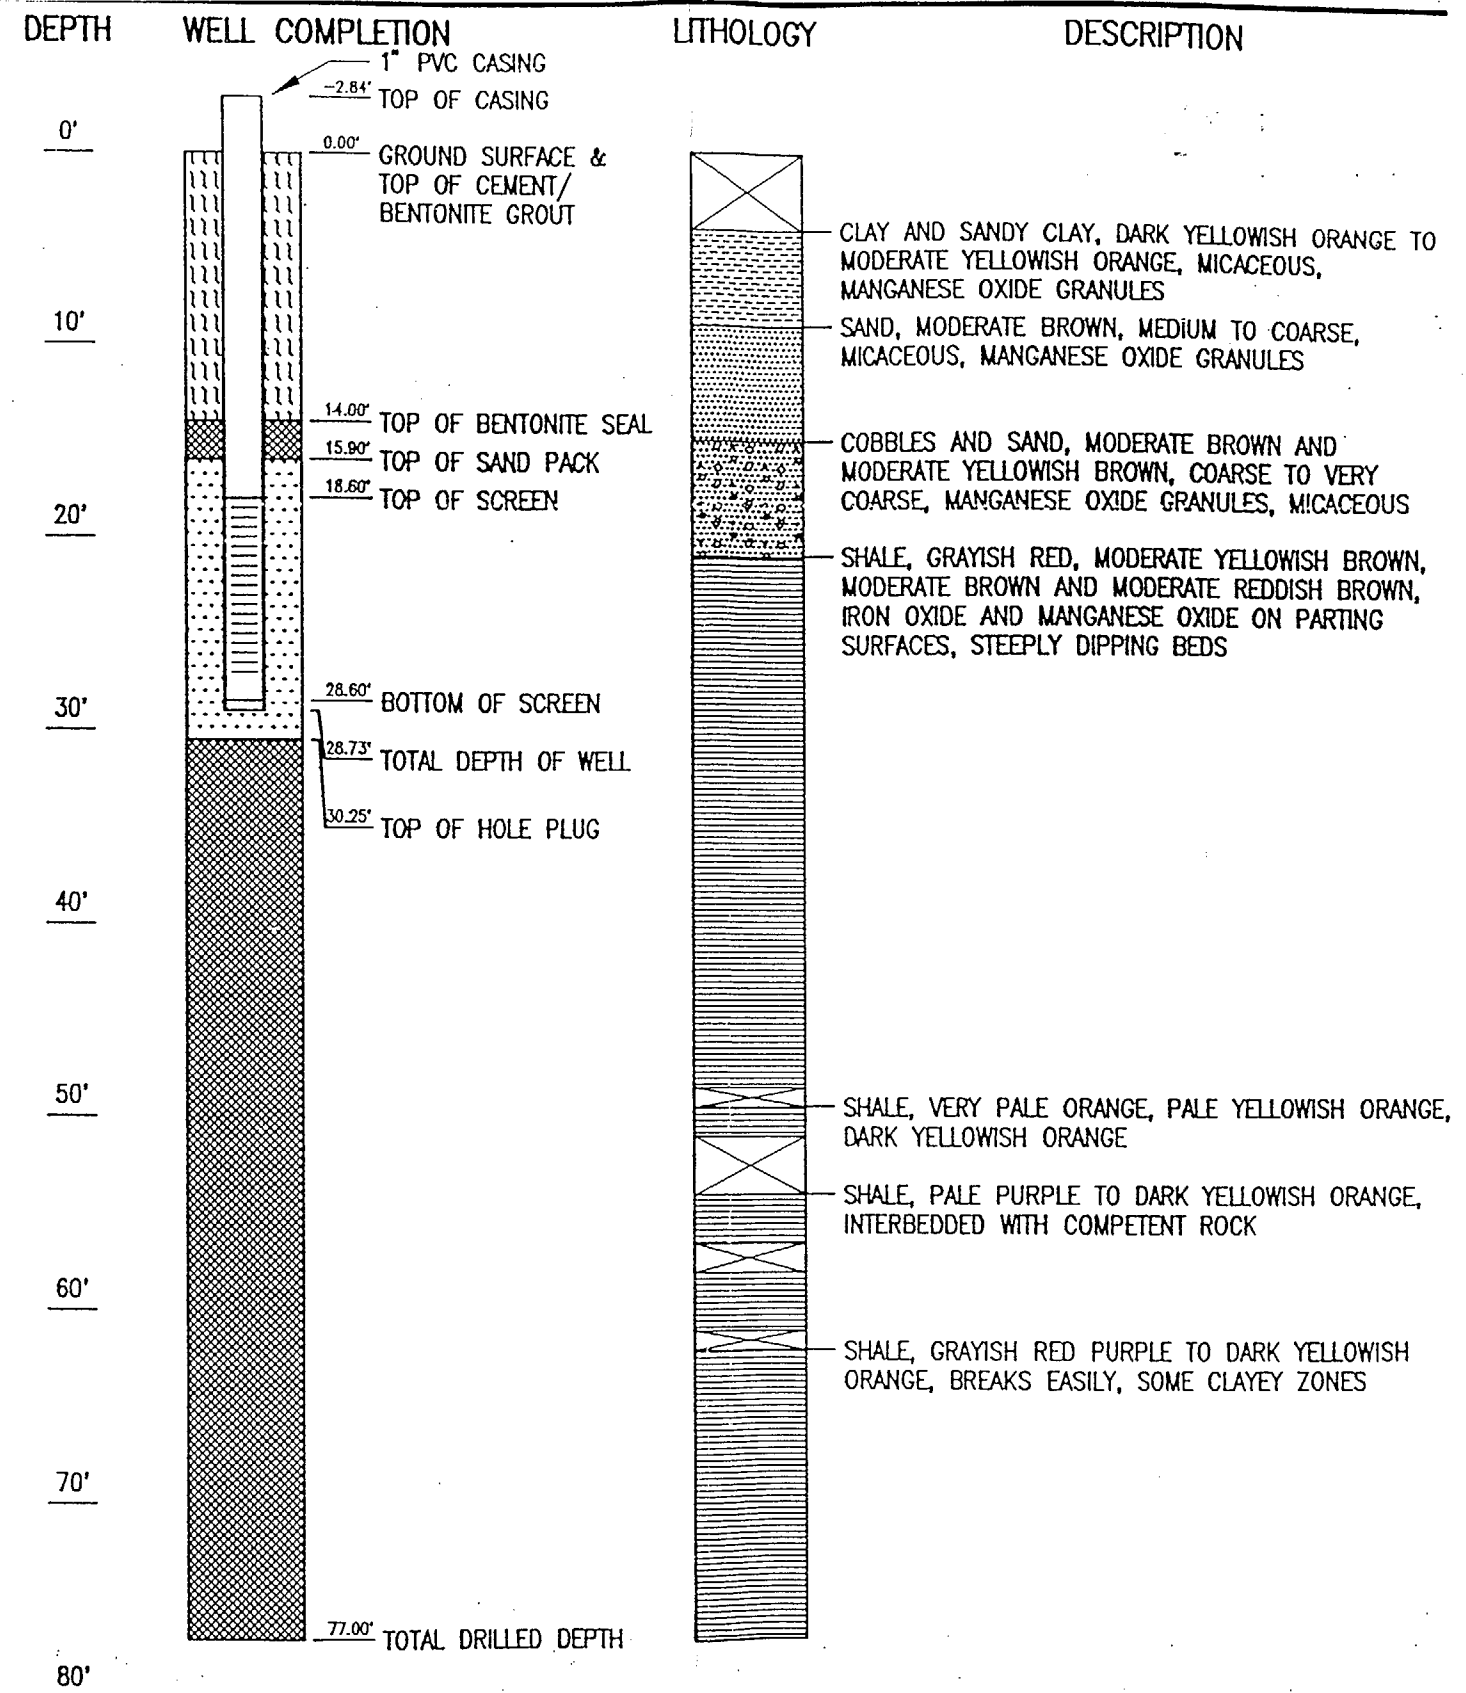 DEPTH WELL COMPLETION LITHOLOGY DESCRIPTION
1" PVC CASING
-2.84' TOP OF CASING
0'
0.00' GROUND SURFACE &
TOP OF CEMENT/
BENTONITE GROUT
CLAY AND SANDY CLAY, DARK YELLOWISH ORANGE TO
MODERATE YELLOWISH ORANGE, MICACEOUS,
MANGANESE OXIDE GRANULES
10'
SAND, MODERATE BROWN, MEDIUM TO COARSE,
MICACEOUS, MANGANESE OXIDE GRANULES
14.00' TOP OF BENTONITE SEAL
15.90' TOP OF SAND PACK
18.60' TOP OF SCREEN
COBBLES AND SAND, MODERATE BROWN AND
MODERATE YELLOWISH BROWN, COARSE TO VERY
COARSE, MANGANESE OXIDE GRANULES, MICACEOUS
20'
SHALE, GRAYISH RED, MODERATE YELLOWISH BROWN,
MODERATE BROWN AND MODERATE REDDISH BROWN,
IRON OXIDE AND MANGANESE OXIDE ON PARTING
SURFACES, STEEPLY DIPPING BEDS
28.60' BOTTOM OF SCREEN
30'
28.73' TOTAL DEPTH OF WELL
30.25' TOP OF HOLE PLUG
40'
50'
SHALE, VERY PALE ORANGE, PALE YELLOWISH ORANGE,
DARK YELLOWISH ORANGE
SHALE, PALE PURPLE TO DARK YELLOWISH ORANGE,
INTERBEDDED WITH COMPETENT ROCK
60'
SHALE, GRAYISH RED PURPLE TO DARK YELLOWISH
ORANGE, BREAKS EASILY, SOME CLAYEY ZONES
70'
77.00' TOTAL DRILLED DEPTH
80'